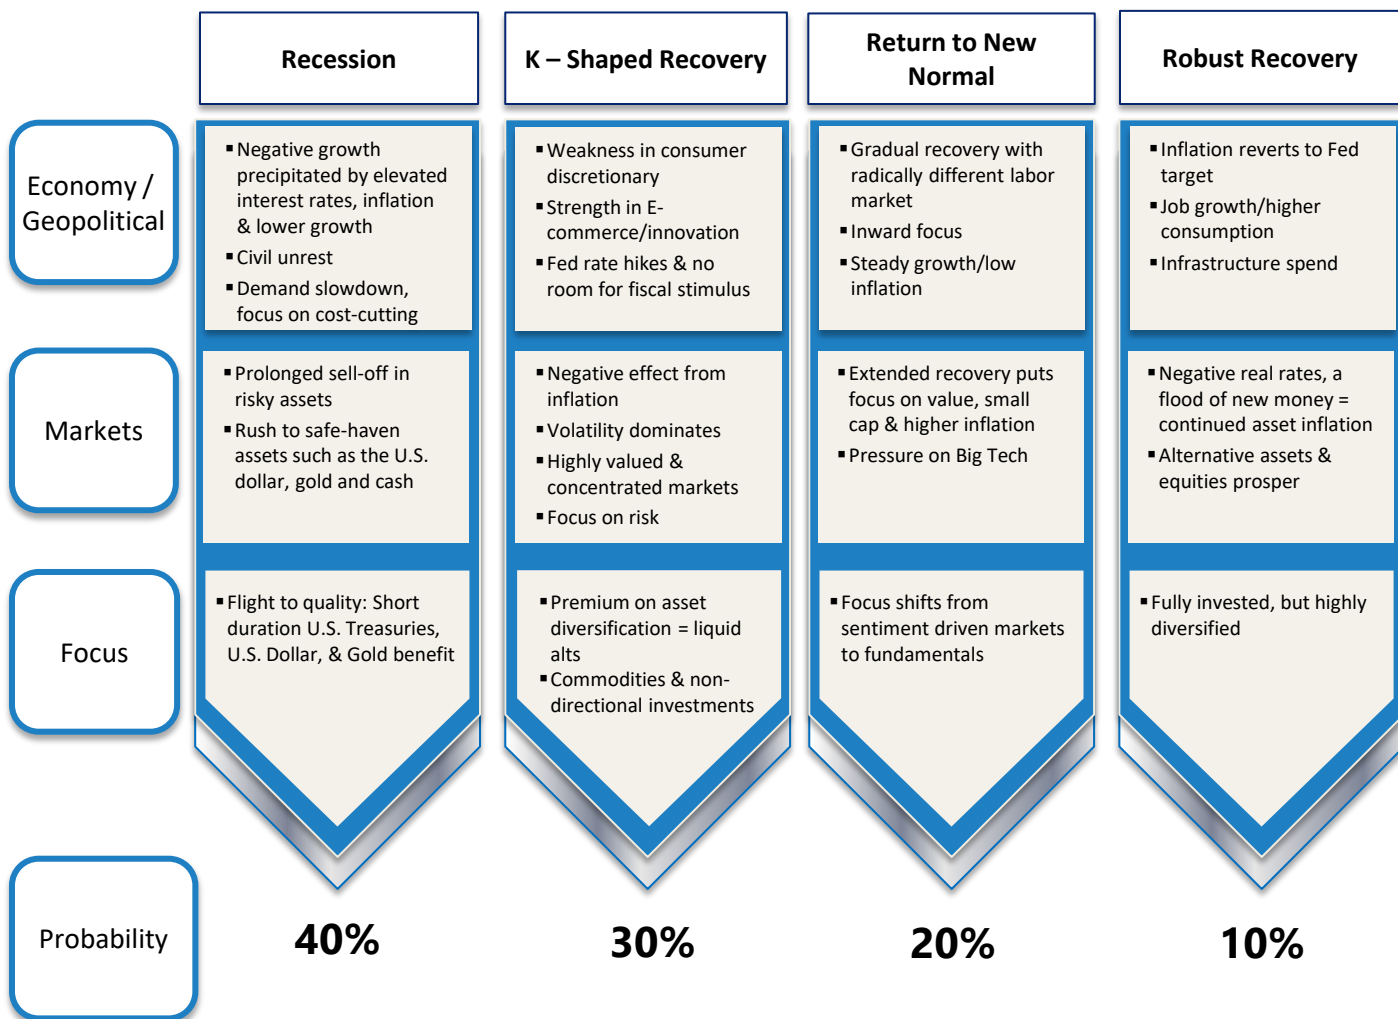 Recession
K – Shaped Recovery
Return to New
Normal
Robust Recovery
Economy /
Geopolitical
▪ Negative growth
precipitated by elevated
interest rates, inflation
& lower growth
▪ Civil unrest
▪ Demand slowdown,
focus on cost-cutting
▪ Weakness in consumer
discretionary
▪ Strength in E-
commerce/innovation
▪ Fed rate hikes & no
room for fiscal stimulus
▪ Gradual recovery with
radically different labor
market
▪ Inward focus
▪ Steady growth/low
inflation
▪ Inflation reverts to Fed
target
▪ Job growth/higher
consumption
▪ Infrastructure spend
Markets
▪ Prolonged sell-off in
risky assets
▪ Rush to safe-haven
assets such as the U.S.
dollar, gold and cash
▪ Negative effect from
inflation
▪ Volatility dominates
▪ Highly valued &
concentrated markets
▪ Focus on risk
▪ Extended recovery puts
focus on value, small
cap & higher inflation
▪ Pressure on Big Tech
▪ Negative real rates, a
flood of new money =
continued asset inflation
▪ Alternative assets &
equities prosper
Focus
▪ Flight to quality: Short
duration U.S. Treasuries,
U.S. Dollar, & Gold benefit
▪ Premium on asset
diversification = liquid
alts
▪ Commodities & non-
directional investments
▪ Focus shifts from
sentiment driven markets
to fundamentals
▪ Fully invested, but highly
diversified
Probability
40%
30%
20%
10%